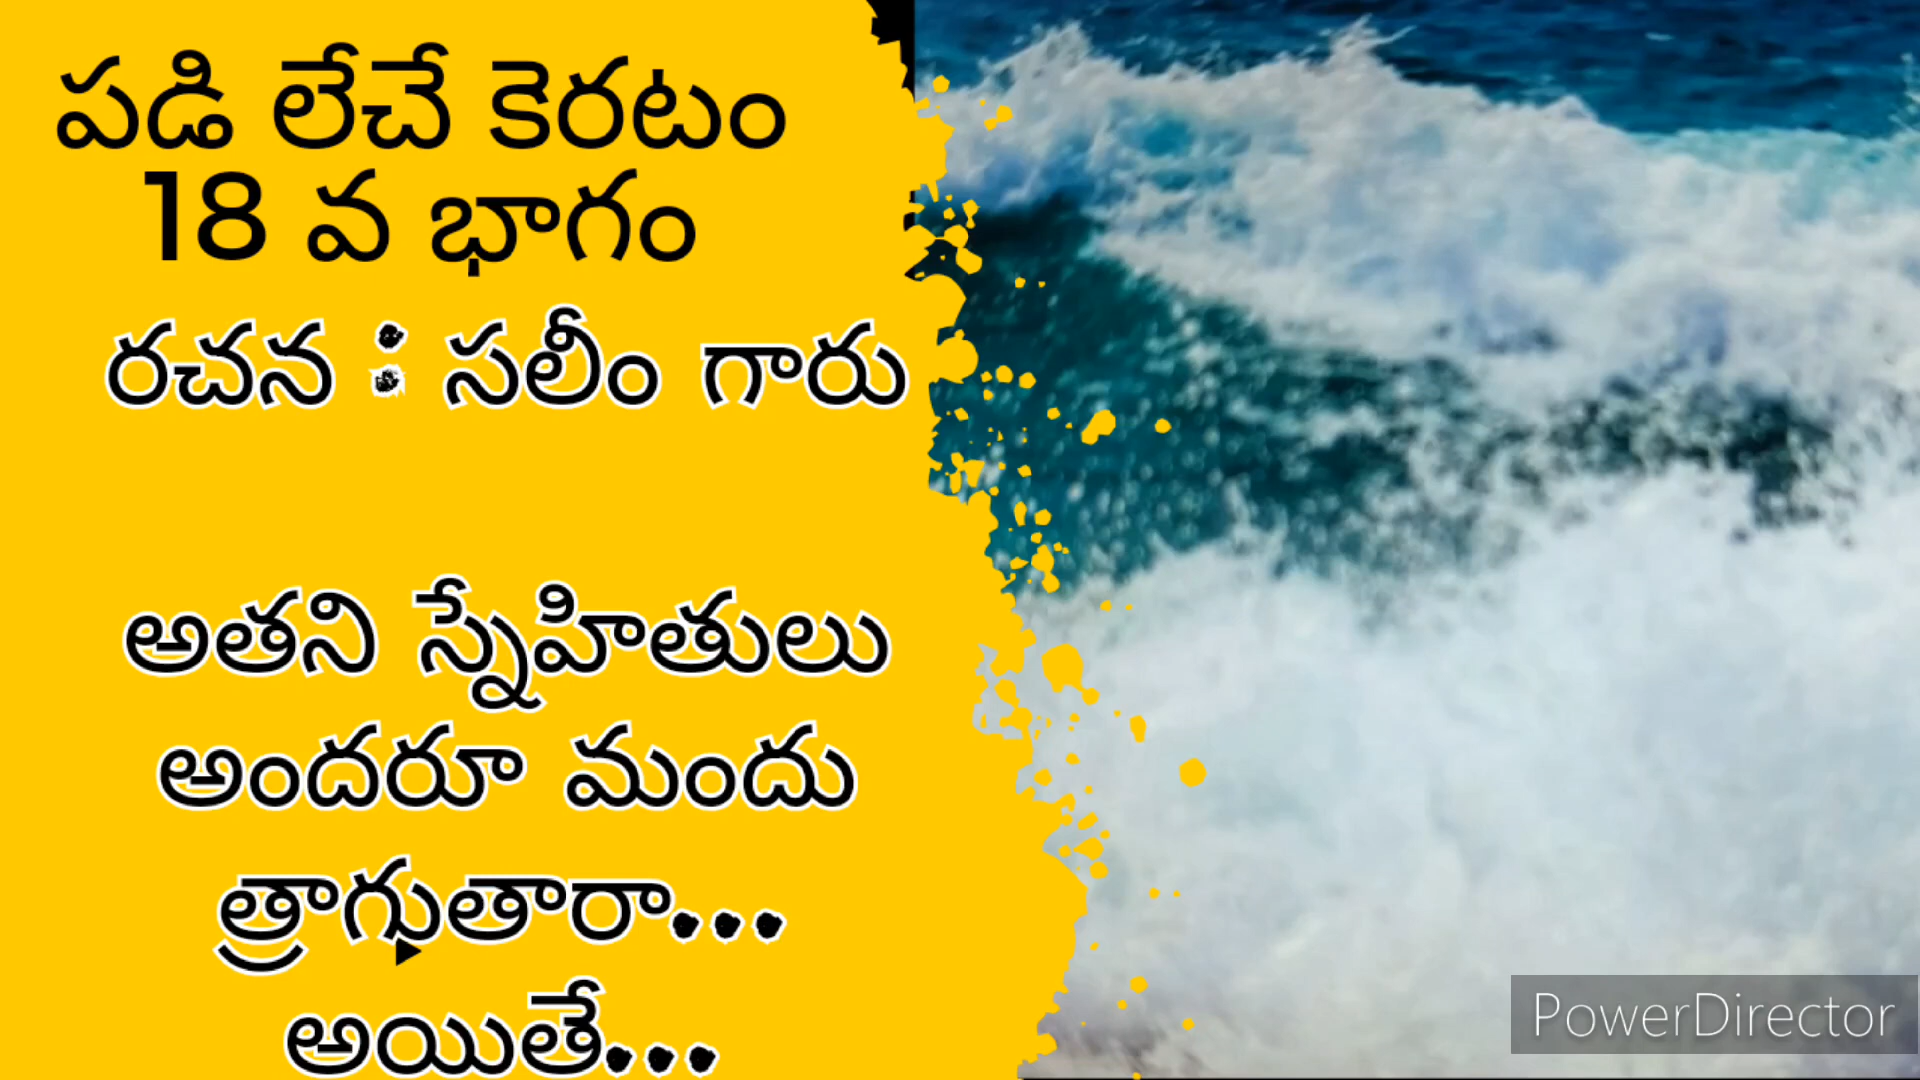 పడి లేచే కెరటం
18 వ భాగం
రచన : సలీం గారు
అతని స్నేహితులు
అందరూ మందు
త్రాగ్భుతారా...
అయితే...
PowerDirector